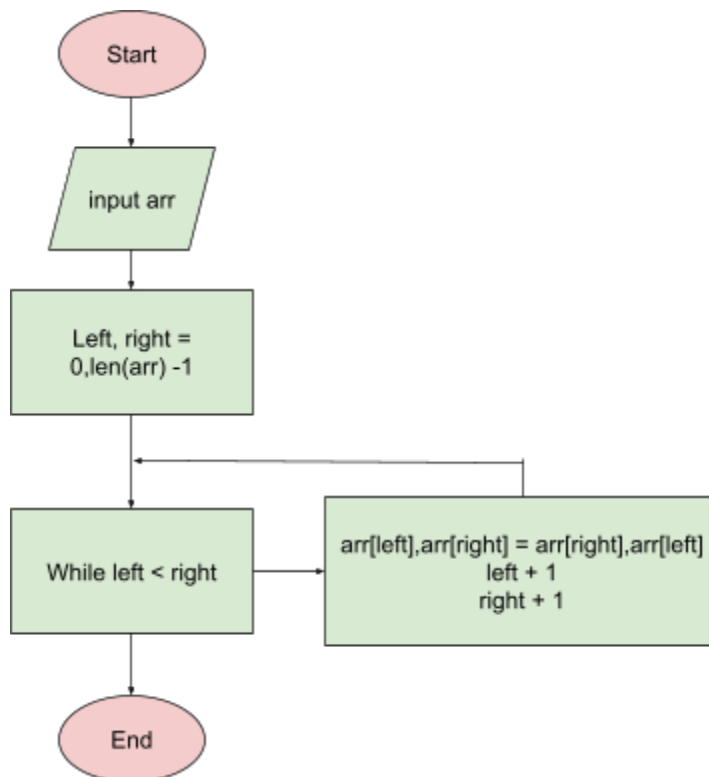 Start
input arr
Left, right =
0,len(arr) -1
While left < right
arr[left],arr[right] = arr[right],arr[left]
left + 1
right + 1
End